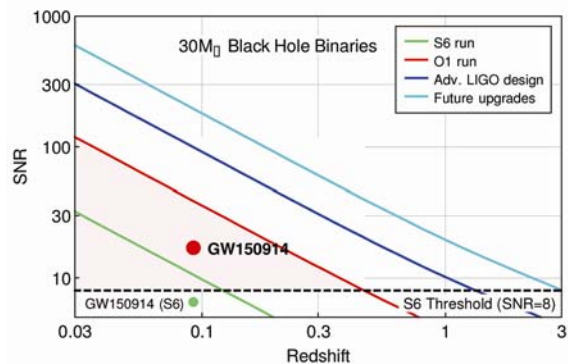 1000
300
100
30
10
SNR
30M▯ Black Hole Binaries
S6 run
O1 run
Adv. LIGO design
Future upgrades
GW150914
GW150914 (S6)
S6 Threshold (SNR=8)
0.03
0.1
0.3
1
3
Redshift